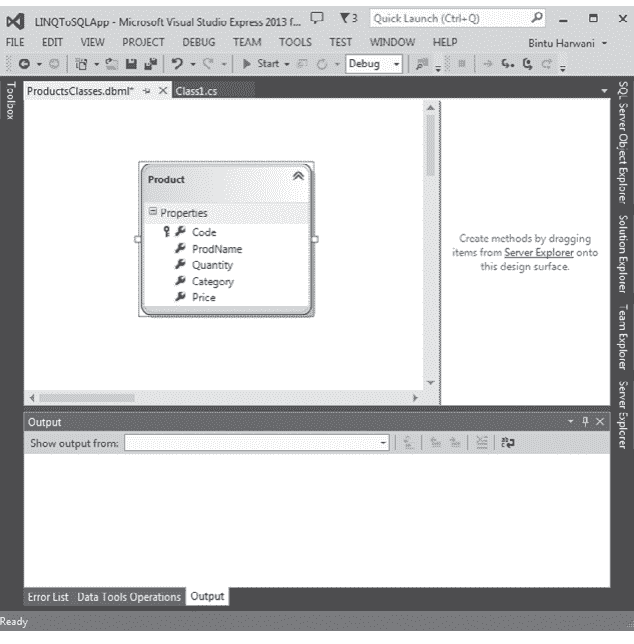 LINQToSQLApp - Microsoft Visual Studio Express 2013 f...
3
Quick Launch (Ctrl+Q)
FILE EDIT VIEW PROJECT DEBUG TEAM TOOLS TEST WINDOW HELP
Bintu Harwani
Start
Debug
Toolbox
ProductsClasses.dbml*
Class1.cs
Product
Properties
Code
ProdName
Quantity
Category
Price
Create methods by dragging
items from Server Explorer onto
this design surface.
SQL Server Object Explorer
Solution Explorer
Team Explorer
Server Explorer
Output
Show output from:
Error List Data Tools Operations Output
Ready